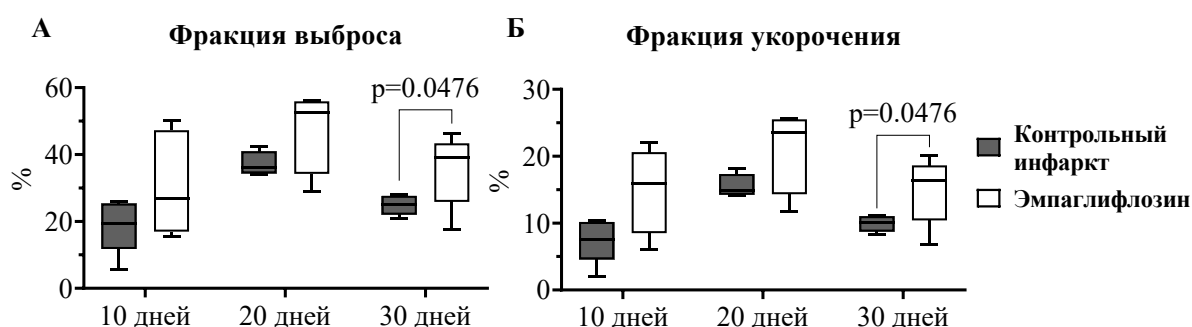 А
Фракция выброса
60
40
20
0
%
p=0.0476
10 дней
20 дней
30 дней
Б
Фракция укорочения
30
20
10
0
%
p=0.0476
10 дней
20 дней
30 дней
Контрольный
инфаркт
Эмпаглифлозин